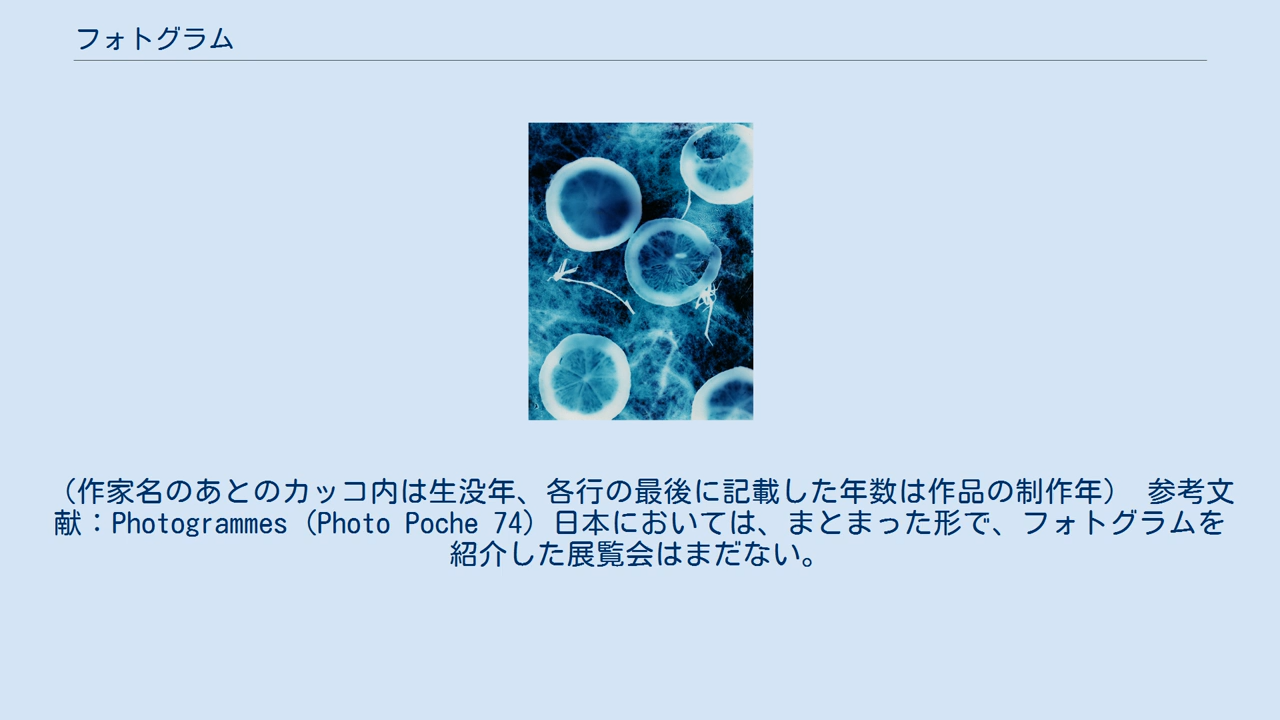 フォトグラム
（作家名のあとのカッコ内は生没年、各行の最後に記載した年数は作品の制作年） 参考文
献：Photogrammes (Photo Poche 74) 日本においては、まとまった形で、フォトグラムを
紹介した展覧会はまだない。